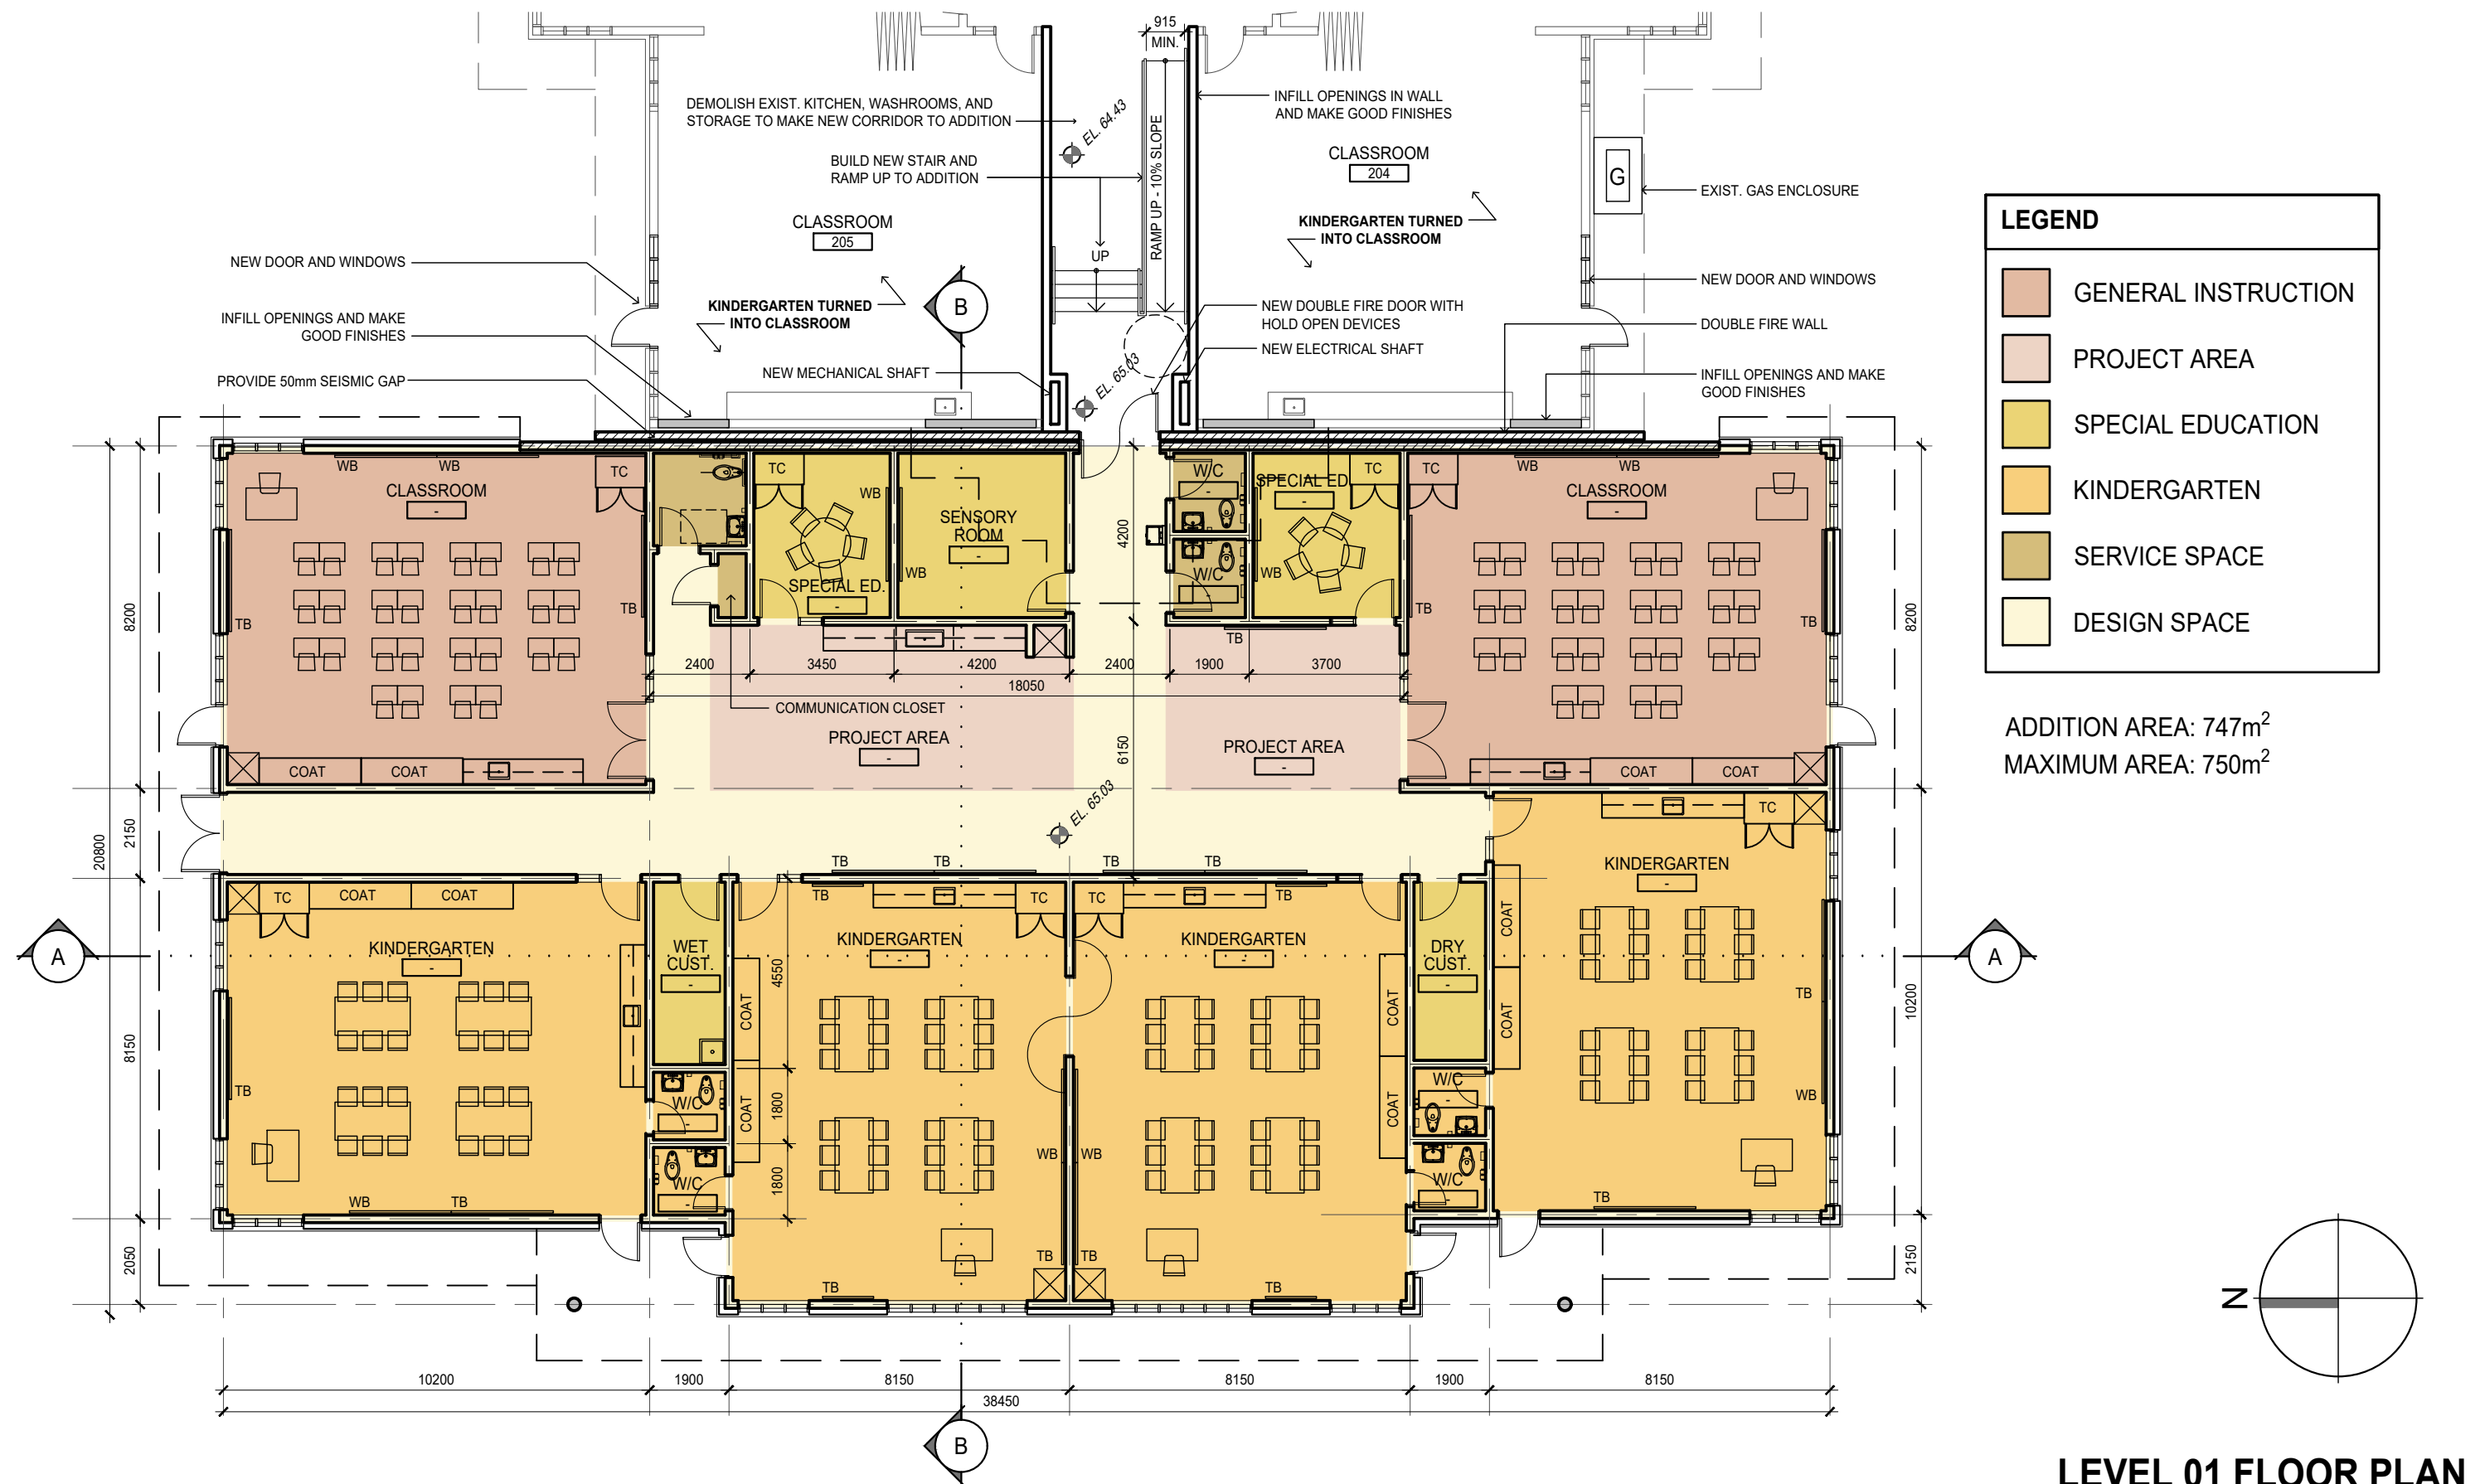 915
MIN.
DEMOLISH EXIST. KITCHEN, WASHROOMS, AND
STORAGE TO MAKE NEW CORRIDOR TO ADDITION
EL. 64.43
INFILL OPENINGS IN WALL
AND MAKE GOOD FINISHES
BUILD NEW STAIR AND
RAMP UP TO ADDITION
RAMP UP - 10% SLOPE
CLASSROOM
204
G
EXIST. GAS ENCLOSURE
CLASSROOM
205
KINDERGARTEN TURNED
INTO CLASSROOM
UP
NEW DOOR AND WINDOWS
NEW DOOR AND WINDOWS
B
KINDERGARTEN TURNED
INTO CLASSROOM
NEW DOUBLE FIRE DOOR WITH
HOLD OPEN DEVICES
INFILL OPENINGS AND MAKE
GOOD FINISHES
DOUBLE FIRE WALL
NEW ELECTRICAL SHAFT
PROVIDE 50mm SEISMIC GAP
NEW MECHANICAL SHAFT
EL. 65.03
INFILL OPENINGS AND MAKE
GOOD FINISHES
LEGEND
GENERAL INSTRUCTION
PROJECT AREA
SPECIAL EDUCATION
KINDERGARTEN
SERVICE SPACE
DESIGN SPACE
ADDITION AREA: 747m²
MAXIMUM AREA: 750m²
WB WB TC
CLASSROOM
-
TB
TB
COAT COAT
TC
WB
SPECIAL ED.
-
SENSORY
ROOM
-
WB
4200
W/C
-
W/C
-
SPECIAL ED.
-
TC
WB
TB
TC
WB WB
CLASSROOM
-
TB
TB
COAT COAT
8200
2150
20800
8150
2050
8200
10200
2150
2400 3450 4200 2400 1900 3700
18050
COMMUNICATION CLOSET
PROJECT AREA
-
6150
PROJECT AREA
-
EL. 65.03
TB TB TB TB
TC COAT COAT
KINDERGARTEN
-
TB
WB TB
WET
CUST.
-
W/C
-
W/C
-
TB TC
KINDERGARTEN
-
COAT
COAT
4550
1800
1800
WB
TB
TB
TC TB
KINDERGARTEN
-
COAT
COAT
WB
TB
TB
DRY
CUST.
-
W/C
-
W/C
-
TC
KINDERGARTEN
-
COAT
COAT
TB
WB
TB
A
A
N
10200 1900 8150 8150 1900 8150
38450
B
LEVEL 01 FLOOR PLAN